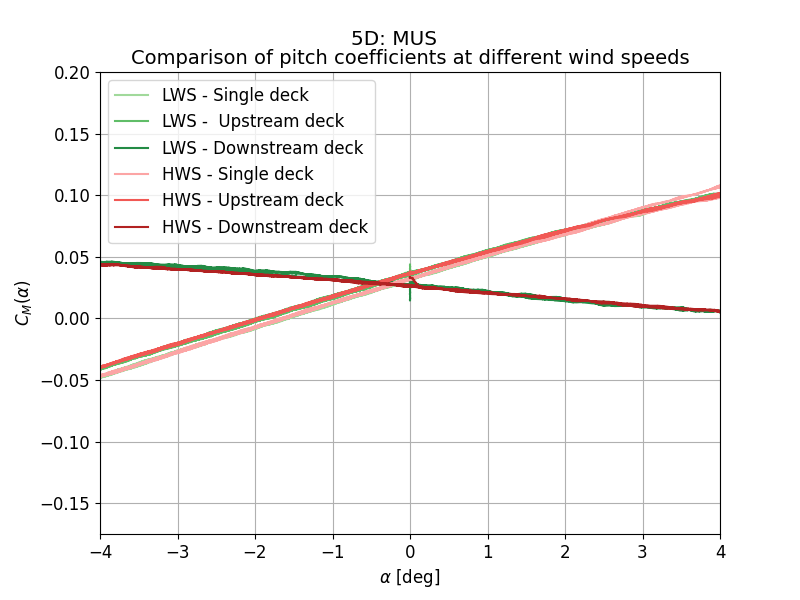 5D: MUS
Comparison of pitch coefficients at different wind speeds
0.20
0.15
0.10
0.05
0.00
−0.05
−0.10
−0.15
C_M(α)
LWS - Single deck
LWS -  Upstream deck
LWS - Downstream deck
HWS - Single deck
HWS - Upstream deck
HWS - Downstream deck
−4 −3 −2 −1 0 1 2 3 4
α [deg]